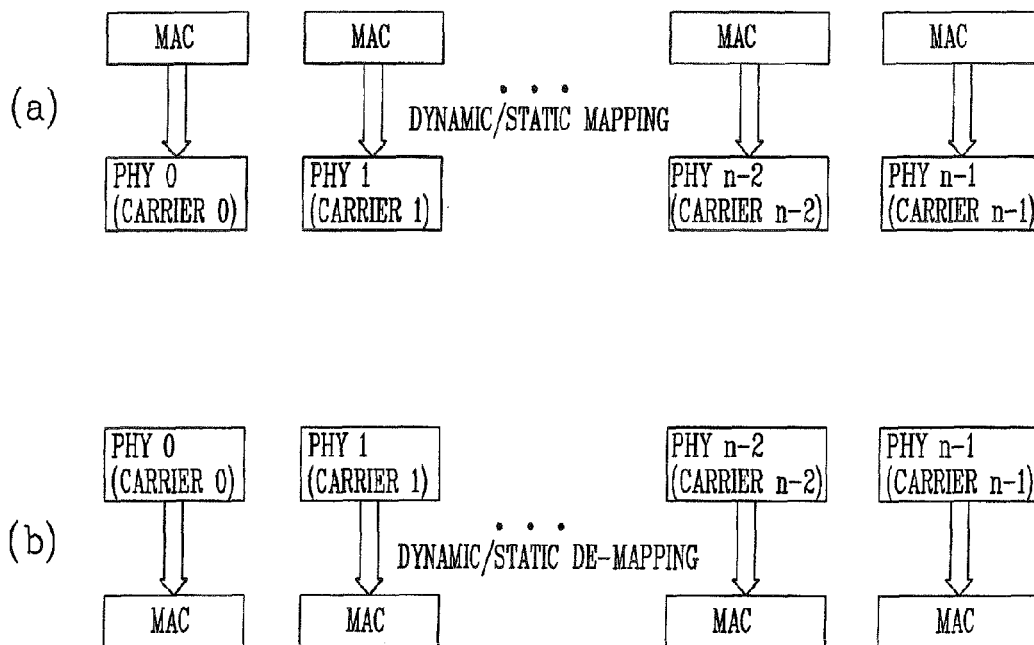 MAC MAC MAC MAC
(a)
. . .
DYNAMIC/STATIC MAPPING
PHY 0 PHY 1 PHY n-2 PHY n-1
(CARRIER 0) (CARRIER 1) (CARRIER n-2) (CARRIER n-1)
PHY 0 PHY 1 PHY n-2 PHY n-1
(CARRIER 0) (CARRIER 1) (CARRIER n-2) (CARRIER n-1)
. . .
(b)
DYNAMIC/STATIC DE-MAPPING
MAC MAC MAC MAC